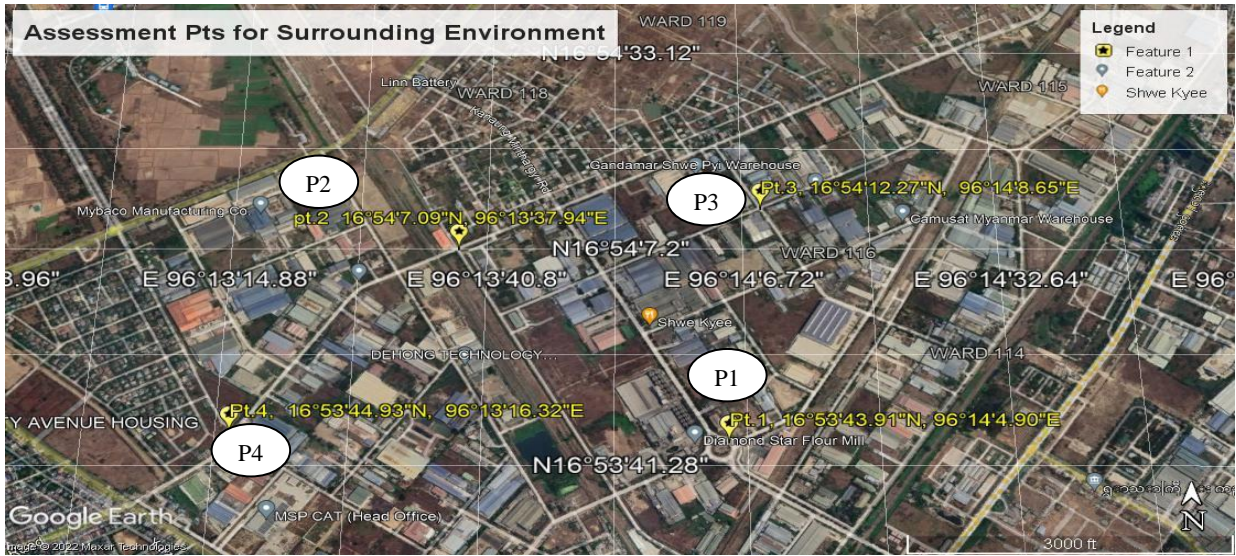 Assessment Pts for Surrounding Environment
WARD 119
Legend
Feature 1
Feature 2
Shwe Kyee
N16°54'33.12"
Linn Battery
WARD 118
WARD 115
Gandamar Shwe Pyi Warehouse
P2
P3
Pt.3, 16°54'12.27"N, 96°14'8.65"E
Mybaco Manufacturing Co
pt.2 16°54'7.09"N, 96°13'37.94"E
Camusat Myanmar Warehouse
N16°54'7.2"
WARD 116
3.96"
E 96°13'14.88"
E 96°13'40.8"
E 96°14'6.72"
E 96°14'32.64"
E 96°
Shwe Kyee
DEHONG TECHNOLOGY...
WARD 114
P1
Pt.4, 16°53'44.93"N, 96°13'16.32"E
TY AVENUE HOUSING
Pt.1, 16°53'43.91"N, 96°14'4.90"E
Diamond Star Flour Mill
P4
N16°53'41.28"
MSP CAT (Head Office)
Google Earth
Image © 2022 Maxar Technologies
N
3000 ft